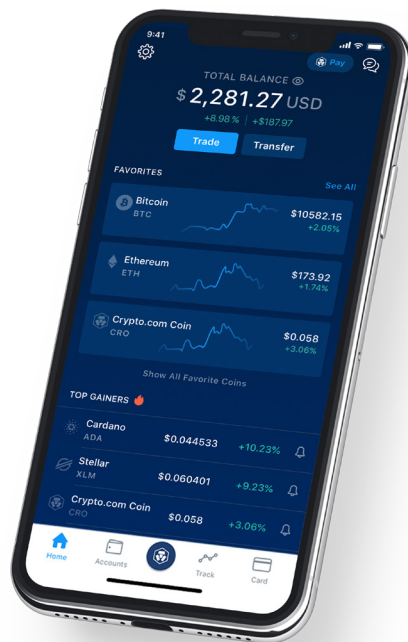 9:41
Pay
TOTAL BALANCE
$ 2,281.27 USD
+8.98% +$187.97
Trade Transfer
FAVORITES See All
Bitcoin
BTC
$10582.15
+2.05%
Ethereum
ETH
$173.92
+1.74%
Crypto.com Coin
CRO
$0.058
+3.06%
Show All Favorite Coins
TOP GAINERS
Cardano
ADA
$0.044533 +10.23%
Stellar
XLM
$0.060401 +9.23%
Crypto.com Coin
CRO
$0.058 +3.06%
Home Accounts Track Card